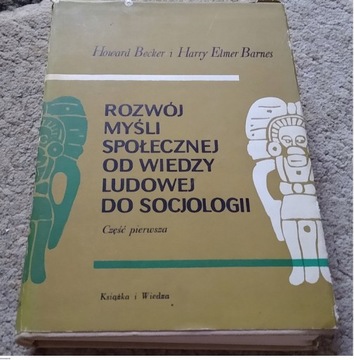 Howard Becker i Harry Elmer Barnes
ROZWÓJ
MYŚLI
SPOŁECZNEJ
OD WIEDZY
LUDOWEJ
DO SOCJOLOGII
Część pierwsza
Książka i Wiedza